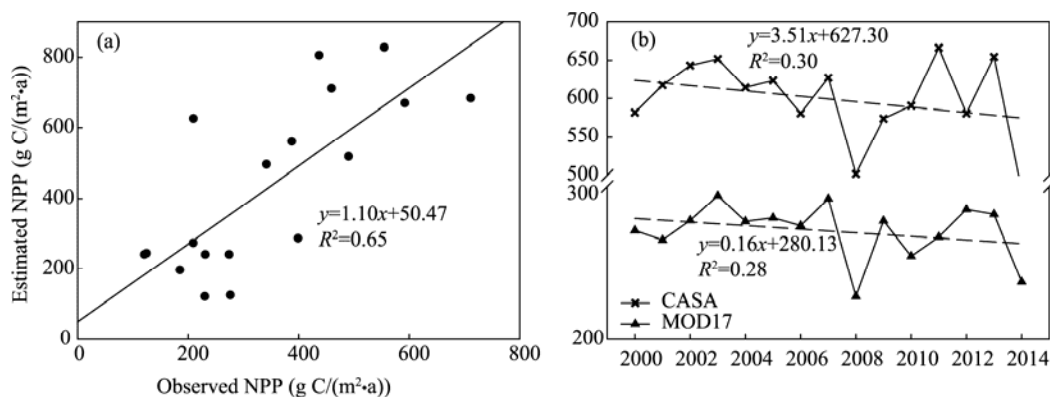 (a)
800
600
400
200
0
Estimated NPP (g C/(m²•a))
y=1.10x+50.47
R²=0.65
0 200 400 600 800
Observed NPP (g C/(m²•a))
(b)
700
650
600
550
500
300
200
y=3.51x+627.30
R²=0.30
y=0.16x+280.13
R²=0.28
CASA
MOD17
2000 2002 2004 2006 2008 2010 2012 2014